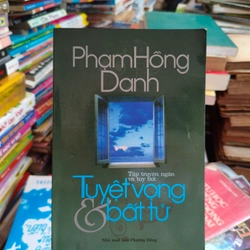 Phạm Hồng
Danh
Tập truyện ngắn
và tùy bút
Tuyệt vọng
& bất tử
Nhà xuất bản Phương Đông